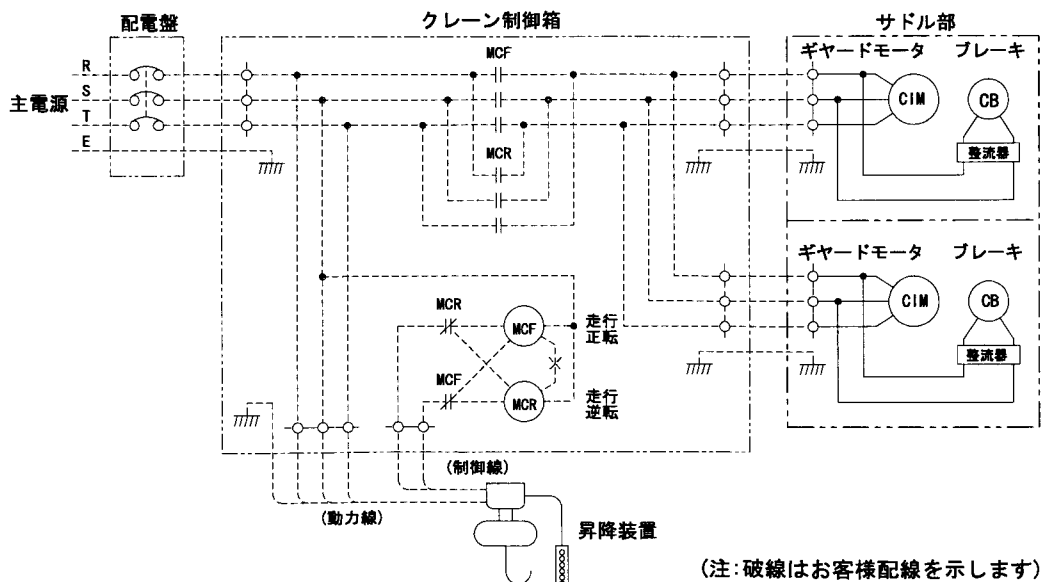 配電盤
クレーン制御箱
サドル部
MCF
ギヤードモータ ブレーキ
R
S
主電源
T
E
CIM
CB
整流器
MCR
ギヤードモータ ブレーキ
CIM
CB
整流器
MCR
MCF
走行
正転
MCF
MCR
走行
逆転
(制御線)
(動力線)
昇降装置
(注:破線はお客様配線を示します)